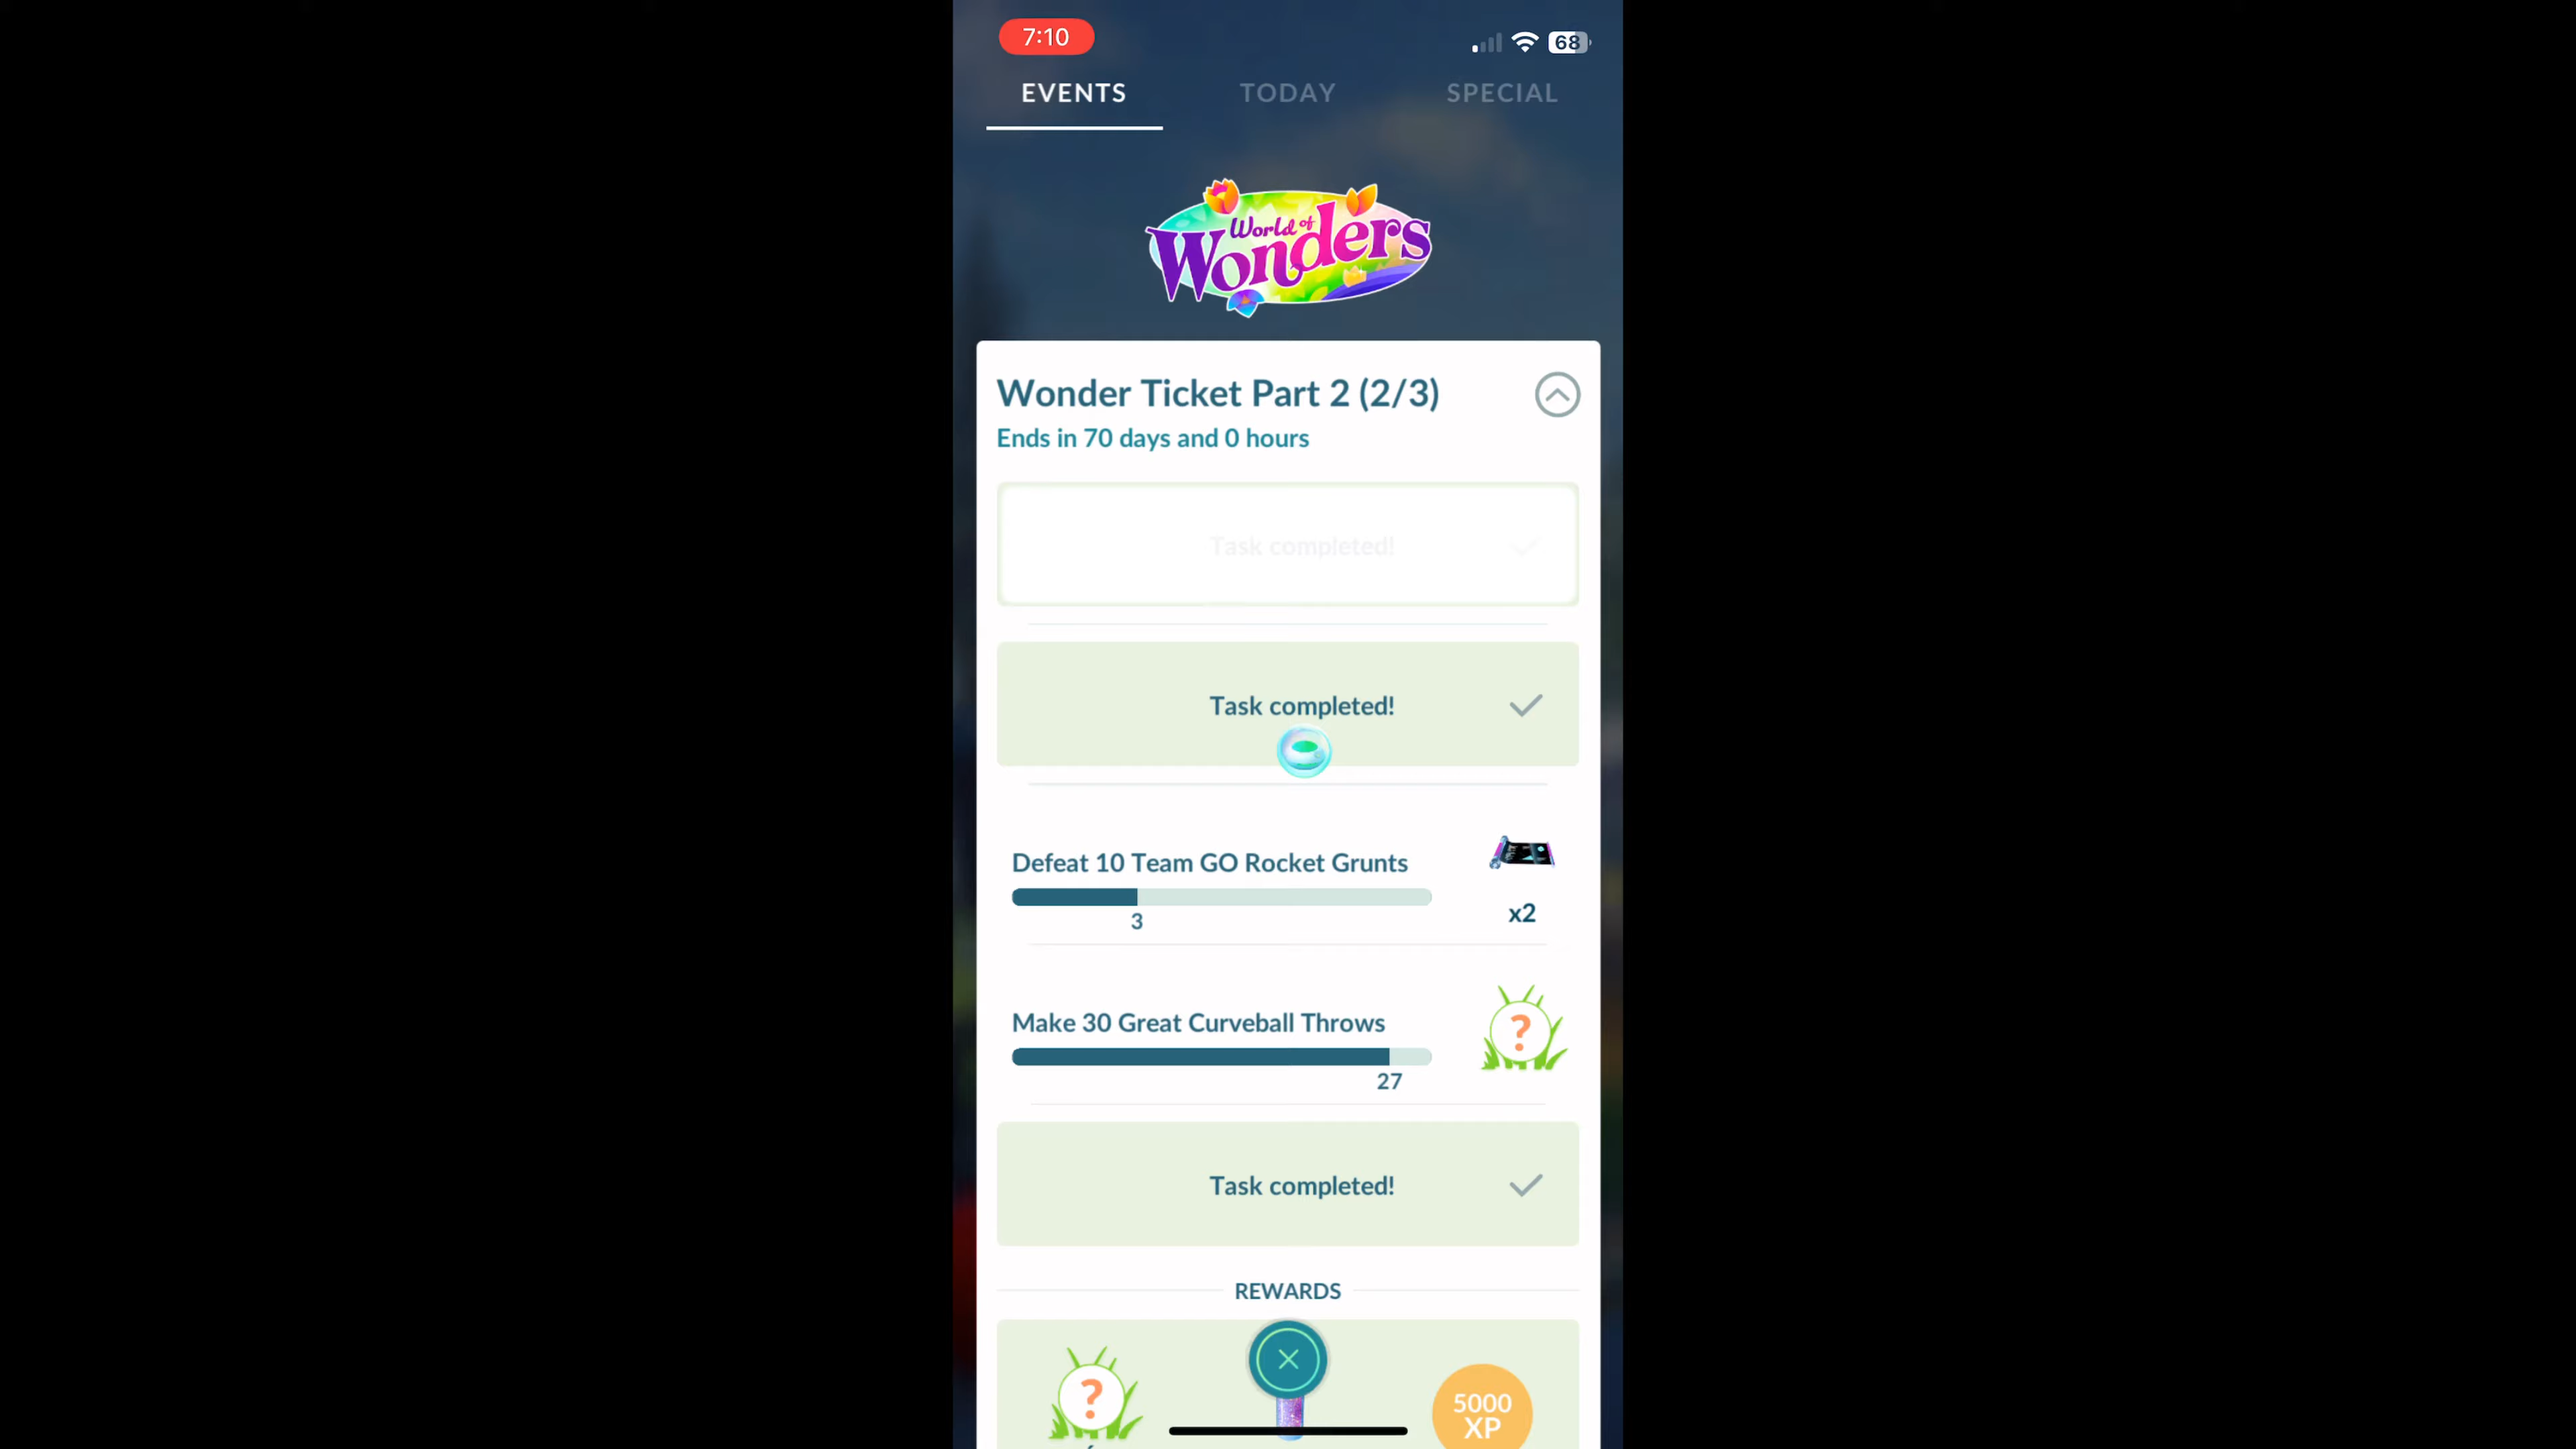 7:10
68
EVENTS
TODAY
SPECIAL
World of
Wonders
Wonder Ticket Part 2 (2/3)
Ends in 70 days and 0 hours
Task completed!
Task completed!
Defeat 10 Team GO Rocket Grunts
3
x2
Make 30 Great Curveball Throws
?
27
Task completed!
REWARDS
?
5000
XP